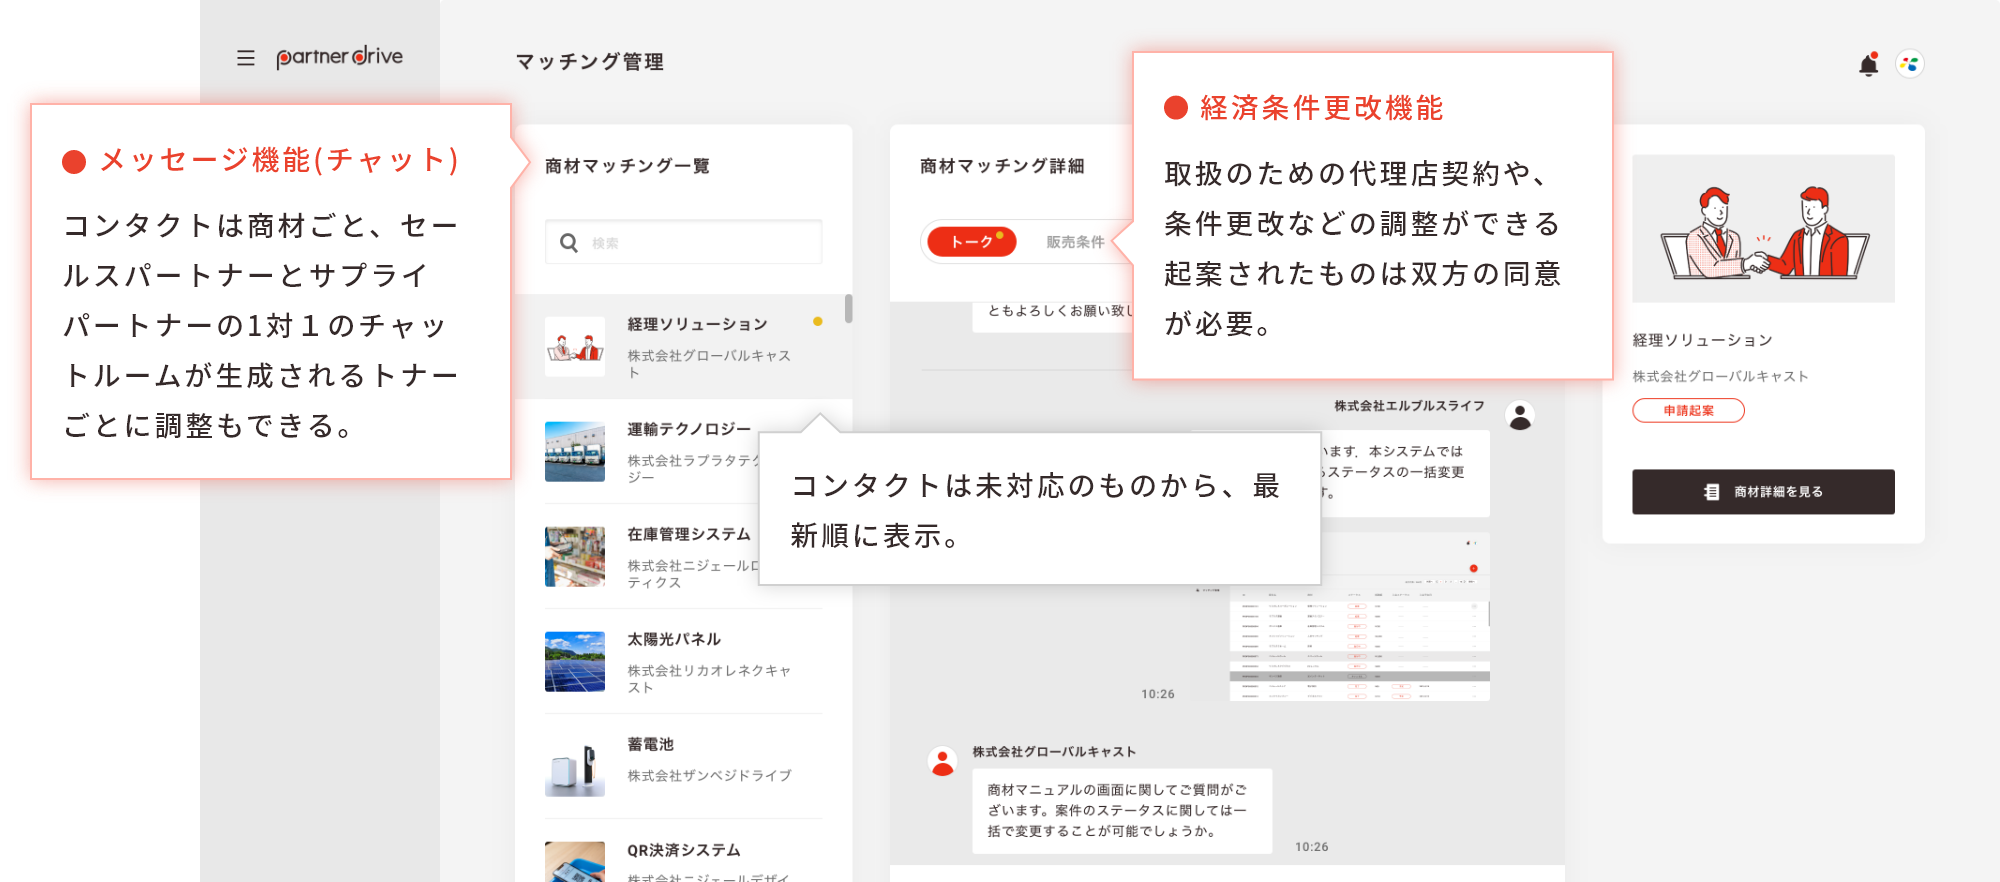 partner drive
マッチング管理
メッセージ機能(チャット)
コンタクトは商材ごと、セー
ルスパートナーとサプライ
パートナーの1対１のチャッ
トルームが生成されるトナー
ごとに調整もできる。
商材マッチング一覧
検索
経理ソリューション
株式会社グローバルキャス
ト
運輸テクノロジー
株式会社ラプラタテク
ジー
在庫管理システム
株式会社ニジェールロ
ティクス
太陽光パネル
株式会社リカオレネクキャ
スト
蓄電池
株式会社ザンベジドライブ
QR決済システム
株式会社ニジェールデザイ
コンタクトは未対応のものから、最
新順に表示。
商材マッチング詳細
トーク
販売条件
経済条件更改機能
取扱のための代理店契約や、
条件更改などの調整ができる
起案されたものは双方の同意
が必要。
ともよろしくお願い致し
株式会社エルブルスライフ
います．本システムでは
ステータスの一括変更
す。
10:26
株式会社グローバルキャスト
商材マニュアルの画面に関してご質問がご
ざいます。案件のステータスに関しては一
括で変更することが可能でしょうか。
10:26
経理ソリューション
株式会社グローバルキャスト
申請起案
商材詳細を見る